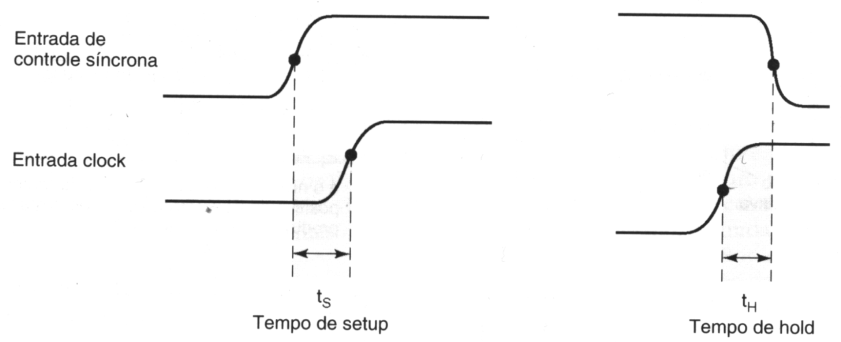 Entrada de
controle síncrona
Entrada clock
tS
Tempo de setup
tH
Tempo de hold